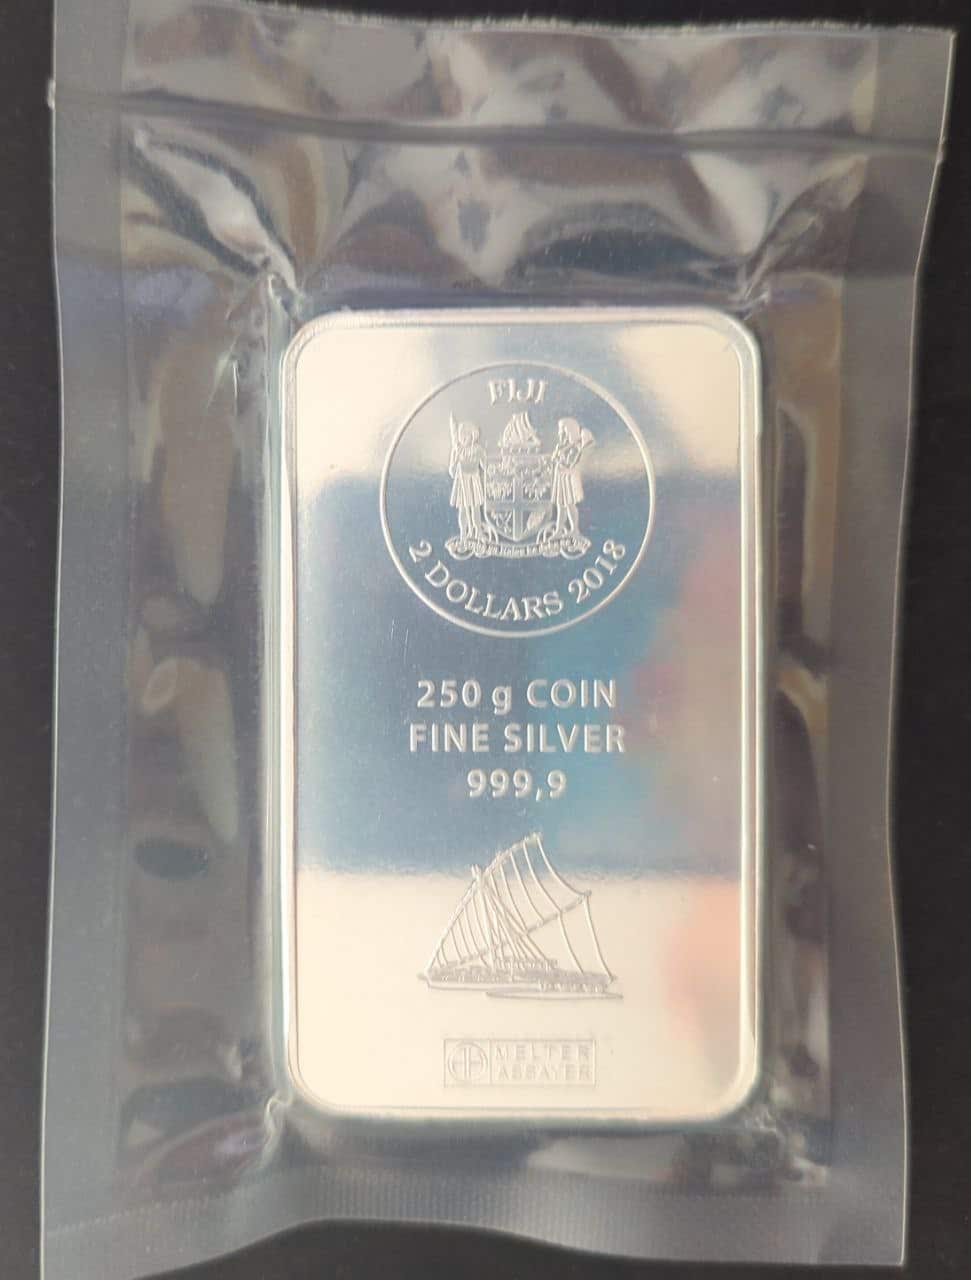 FIJI
2 DOLLARS 2018
250 g COIN
FINE SILVER
999,9
MELTER
ASSAYER